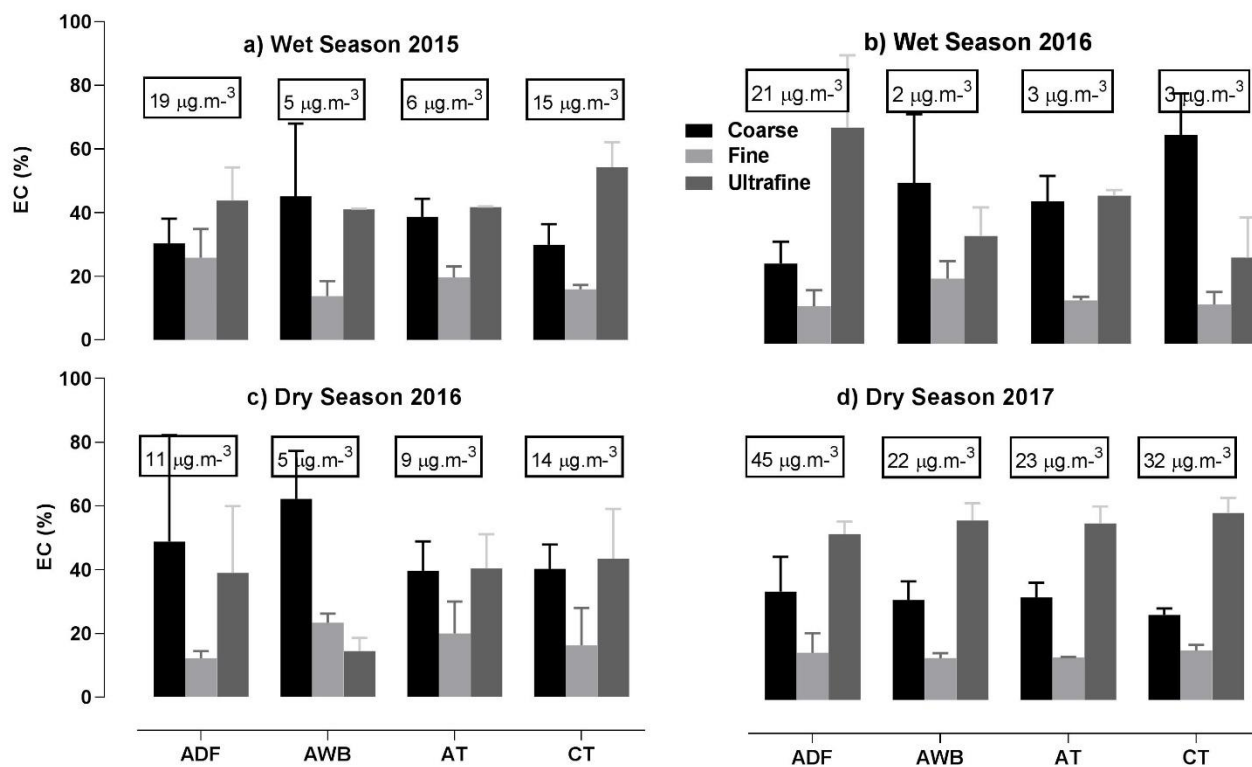 a) Wet Season 2015
b) Wet Season 2016
100
80
60
40
20
0
EC (%)
19 µg.m-³
5 µg.m-³
6 µg.m-³
15 µg.m-³
21 µg.m-³
2 µg.m-³
3 µg.m-³
3 µg.m-³
Coarse
Fine
Ultrafine
c) Dry Season 2016
d) Dry Season 2017
100
80
60
40
20
0
EC (%)
11 µg.m-³
5 µg.m-³
9 µg.m-³
14 µg.m-³
45 µg.m-³
22 µg.m-³
23 µg.m-³
32 µg.m-³
ADF AWB AT CT
ADF AWB AT CT